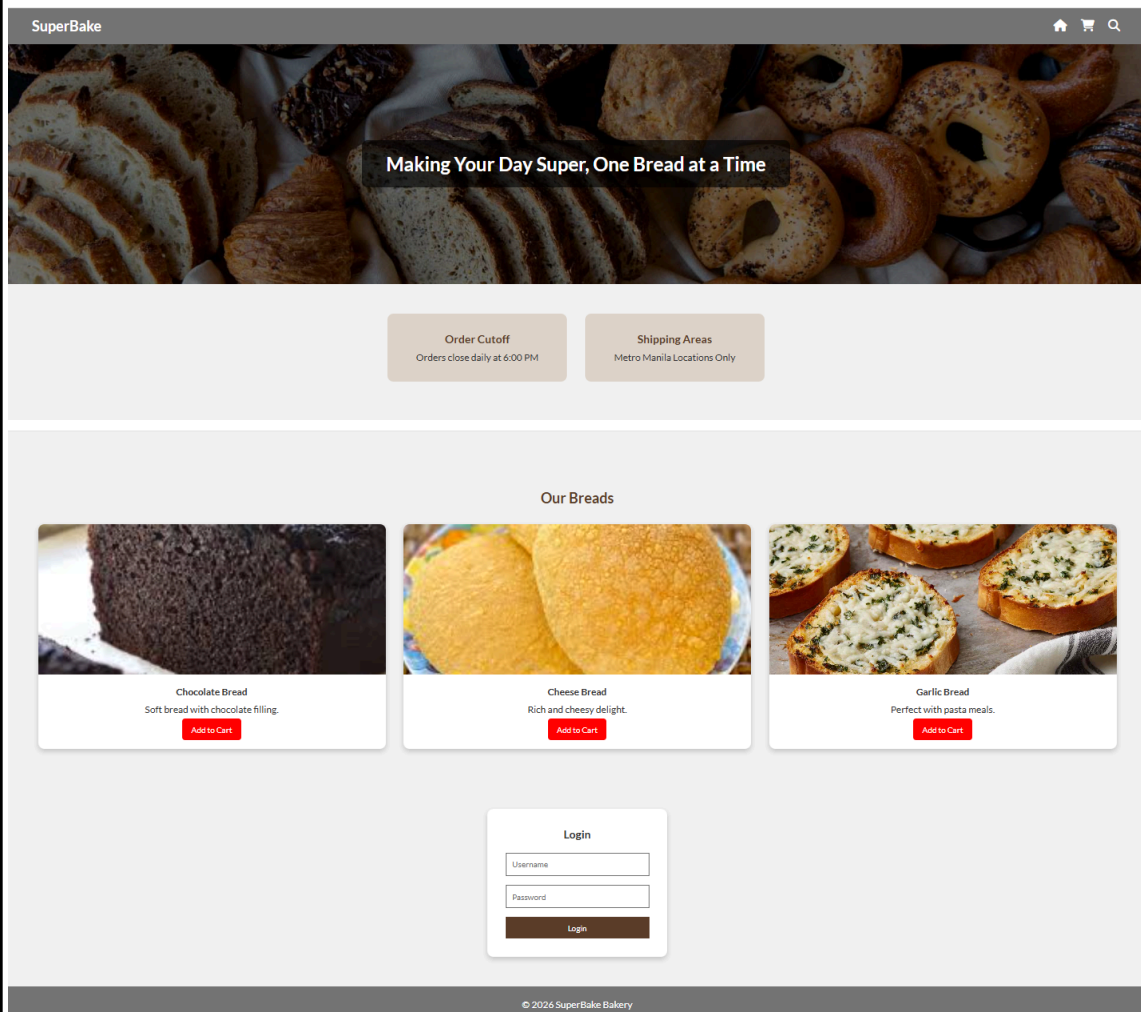 SuperBake
Making Your Day Super, One Bread at a Time
Order Cutoff
Orders close daily at 6:00 PM
Shipping Areas
Metro Manila Locations Only
Our Breads
Chocolate Bread
Soft bread with chocolate filling.
Add to Cart
Cheese Bread
Rich and cheesy delight.
Add to Cart
Garlic Bread
Perfect with pasta meals.
Add to Cart
Login
Username
Password
Login
© 2026 SuperBake Bakery